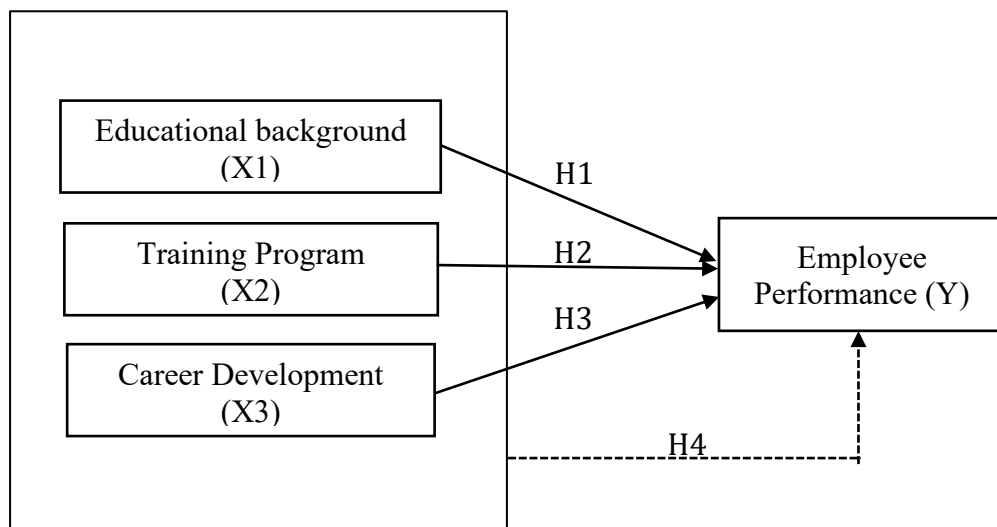 Educational background
(X1)
H1
Training Program
(X2)
H2
Employee
Performance (Y)
H3
Career Development
(X3)
H4